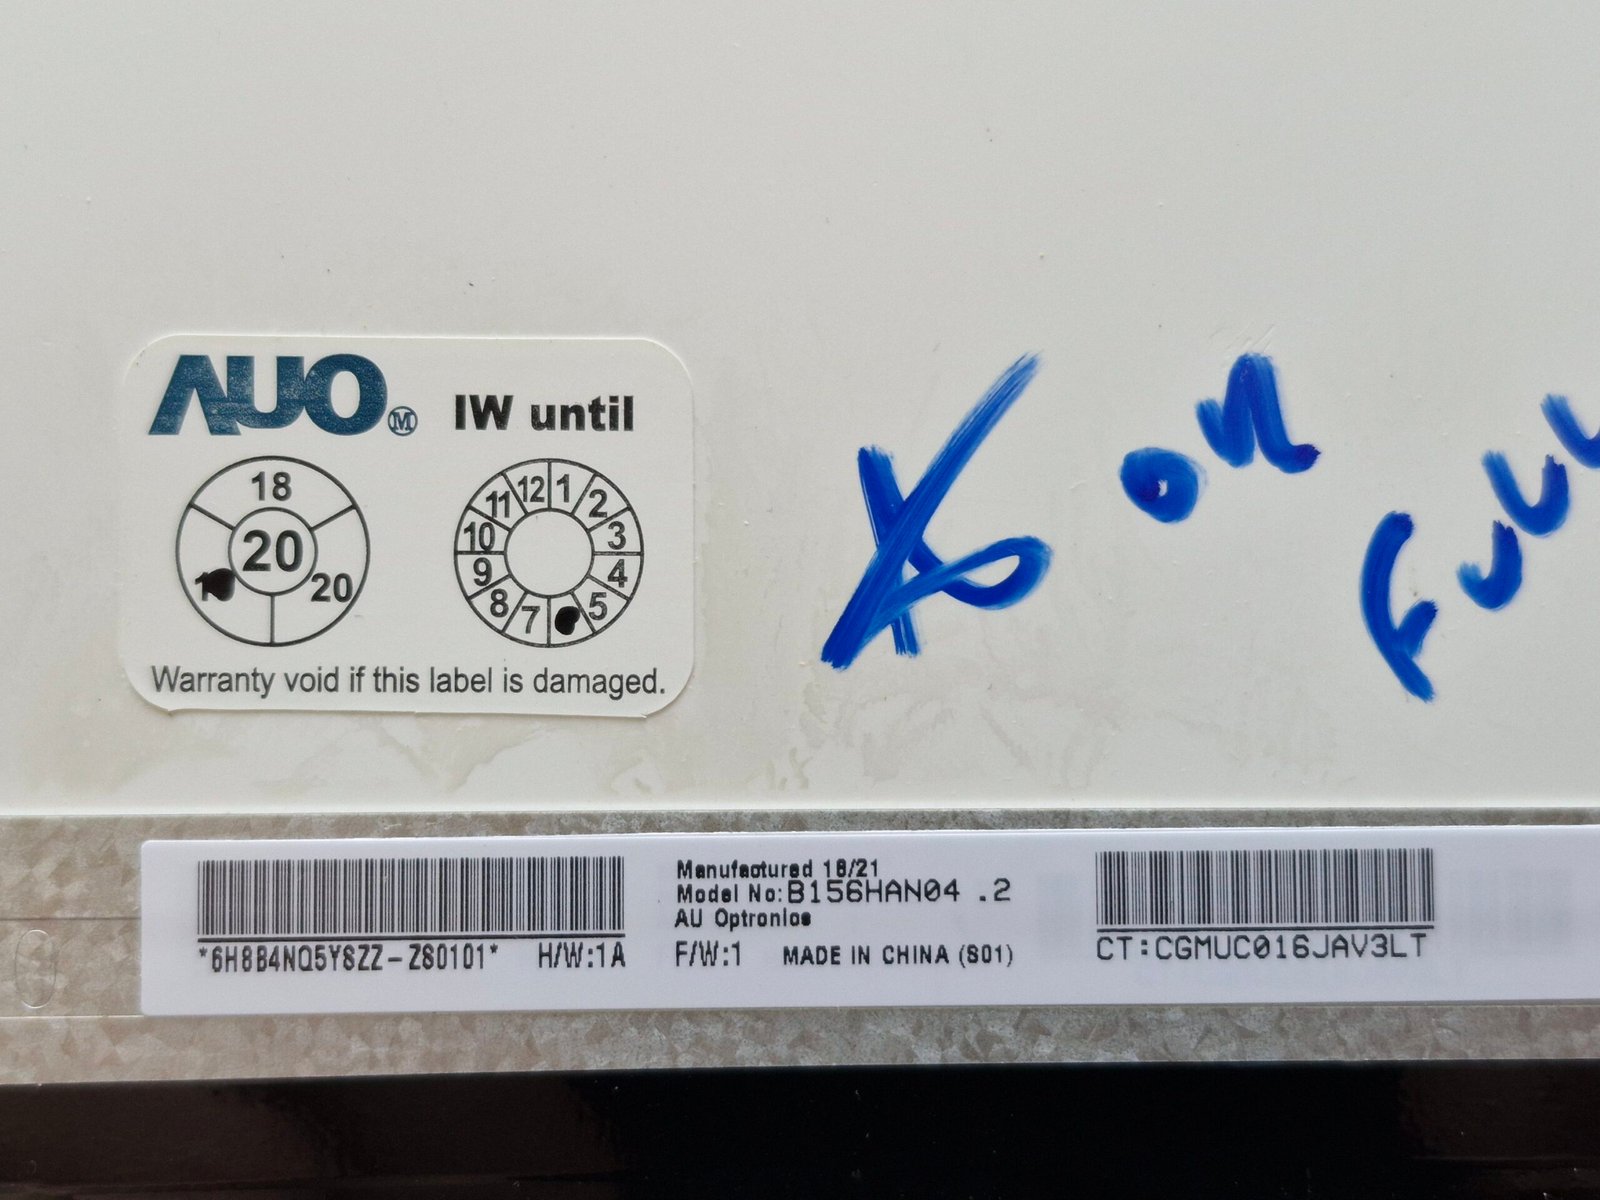 AUO
IW until
18
20
20
12 1 2 3 4 5 7 8 9 10 11
Warranty void if this label is damaged.
on
Manufactured 18/21
Model No:B156HAN04 .2
AU Optronics
*6H8B4NQ5Y8ZZ-ZS0101* H/W:1A F/W:1 MADE IN CHINA (S01)
CT:CGMUC016JAV3LT